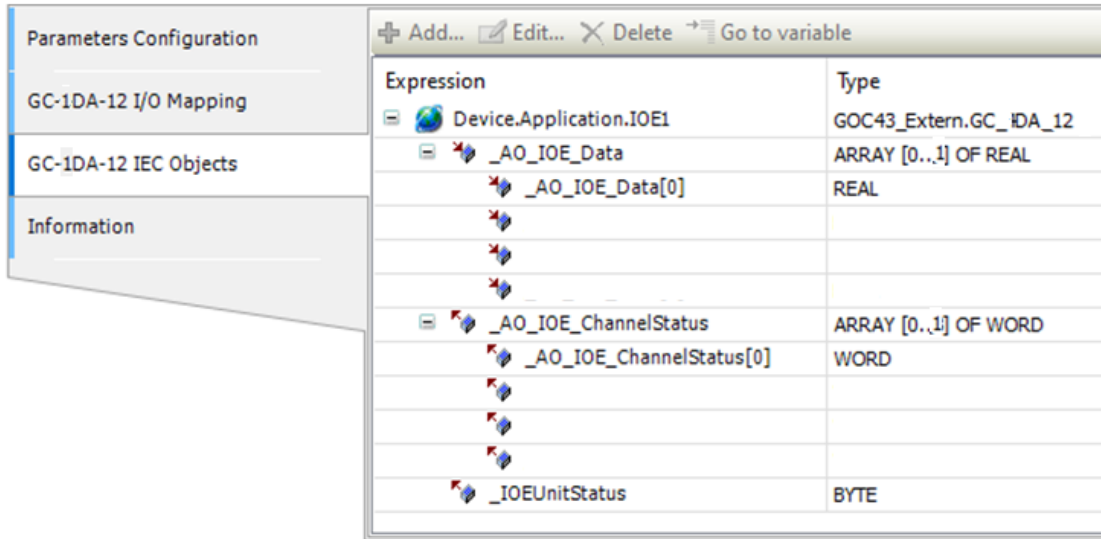 Parameters Configuration
GC-1DA-12 I/O Mapping
GC-1DA-12 IEC Objects
Information
Add... Edit... Delete Go to variable
Expression Type
Device.Application.IOE1 GOC43_Extern.GC_1DA_12
_AO_IOE_Data ARRAY [0..1] OF REAL
_AO_IOE_Data[0] REAL
_AO_IOE_ChannelStatus ARRAY [0..1] OF WORD
_AO_IOE_ChannelStatus[0] WORD
_IOEUnitStatus BYTE